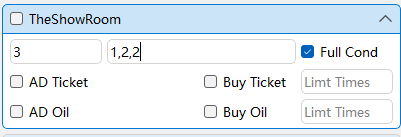 TheShowRoom
3 1,2,2 Full Cond
AD Ticket Buy Ticket Limt Times
AD Oil Buy Oil Limt Times